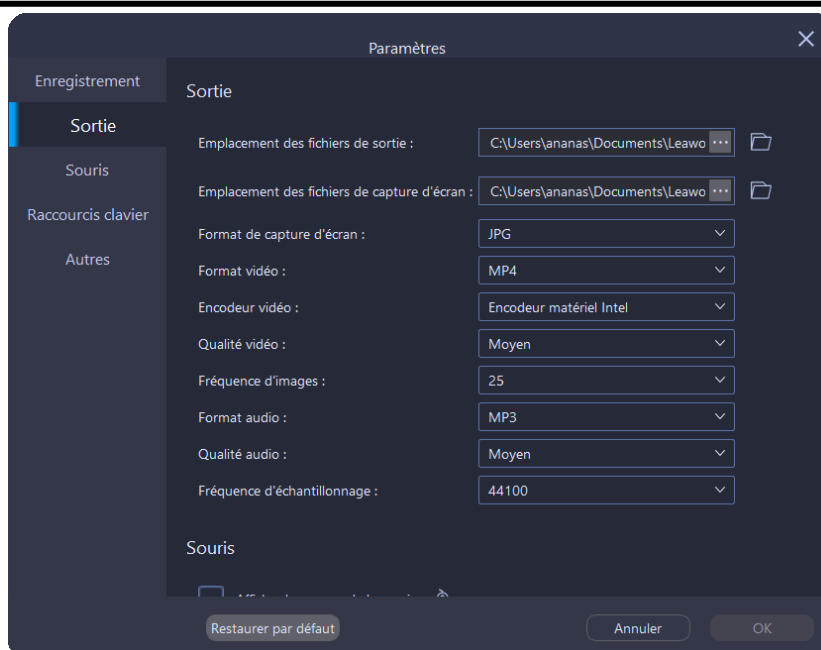 Paramètres
Enregistrement
Sortie
Souris
Raccourcis clavier
Autres
Sortie
Emplacement des fichiers de sortie : C:\Users\ananas\Documents\Leawo ...
Emplacement des fichiers de capture d'écran : C:\Users\ananas\Documents\Leawo ...
Format de capture d'écran : JPG
Format vidéo : MP4
Encodeur vidéo : Encodeur matériel Intel
Qualité vidéo : Moyen
Fréquence d'images : 25
Format audio : MP3
Qualité audio : Moyen
Fréquence d'échantillonnage : 44100
Souris
Restaurer par défaut Annuler OK